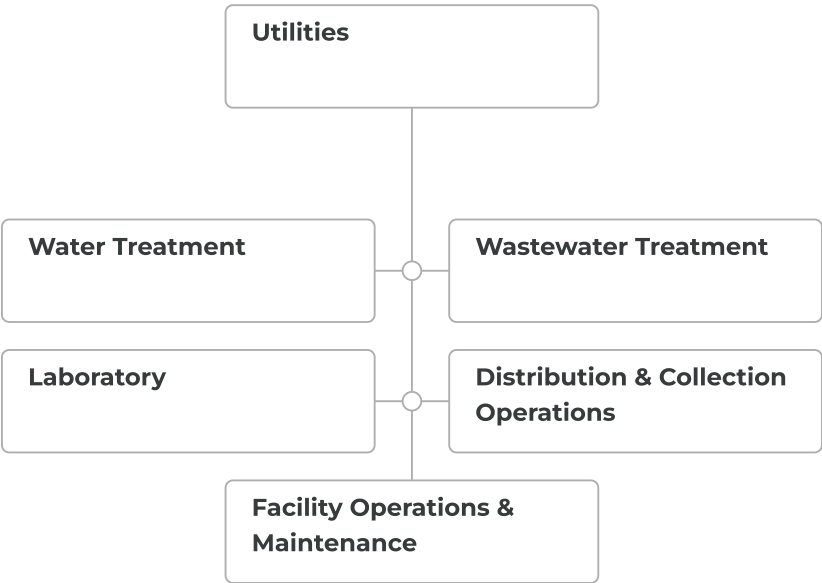 Utilities
Water Treatment
Wastewater Treatment
Laboratory
Distribution & Collection
Operations
Facility Operations &
Maintenance